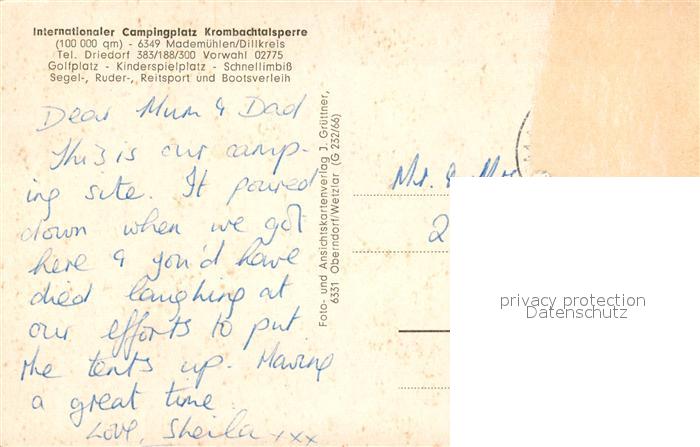 Internationaler Campingplatz Krombachtalsperre
(100 000 qm) - 6349 Mademühlen/Dillkreis
Tel. Driedorf 383/188/300 Vorwahl 02775
Golfplatz - Kinderspielplatz - Schnellimbiß
Segel-, Ruder-, Reitsport und Bootsverleih
Dear Mum & Dad
This is our camp-
ing site. It poured
down when we got
here & you'd have
died laughing at
our efforts to put
the tents up. Having
a great time
Love, Sheila xxx
Foto- und Ansichtskartenverlag J. Grüttner,
6331 Oberndorf/Wetzlar (G 232/66)
Mr. & Mrs
2
privacy protection
Datenschutz